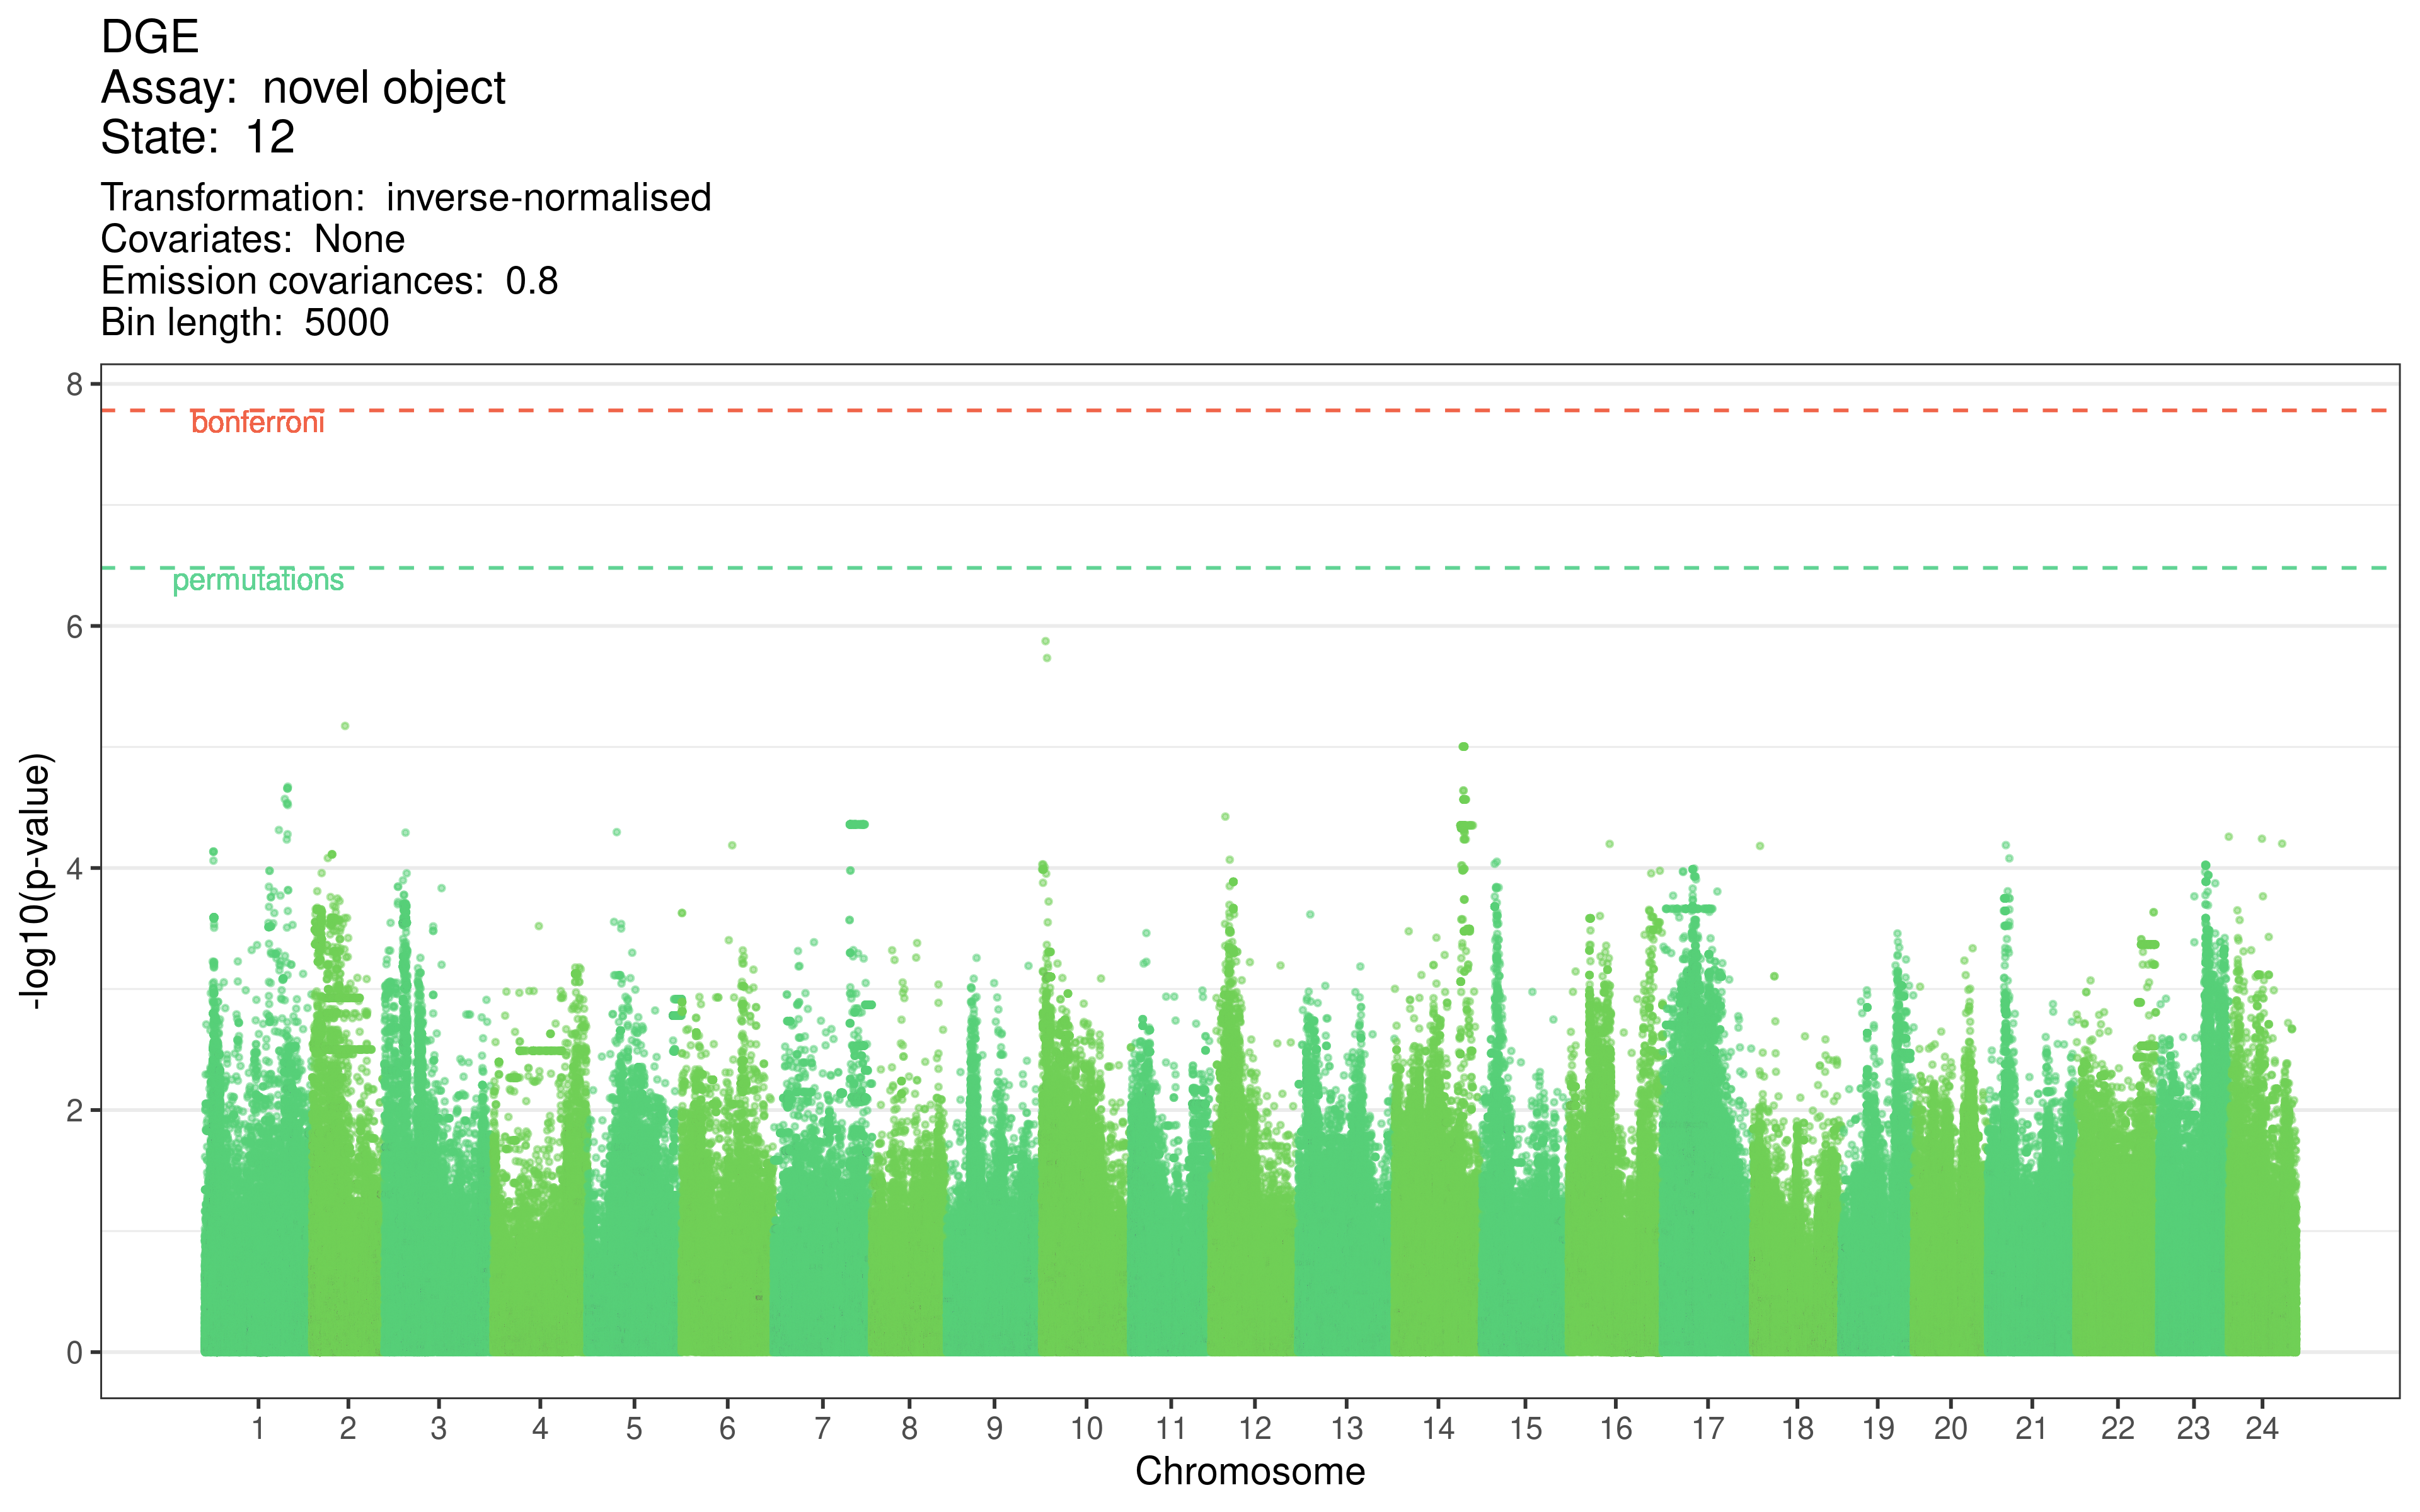 DGE
Assay:  novel object
State:  12
Transformation:  inverse-normalised
Covariates:  None
Emission covariances:  0.8
Bin length:  5000
8
bonferroni
permutations
6
-log10(p-value)
4
2
0
1 2 3 4 5 6 7 8 9 10 11 12 13 14 15 16 17 18 19 20 21 22 23 24
Chromosome